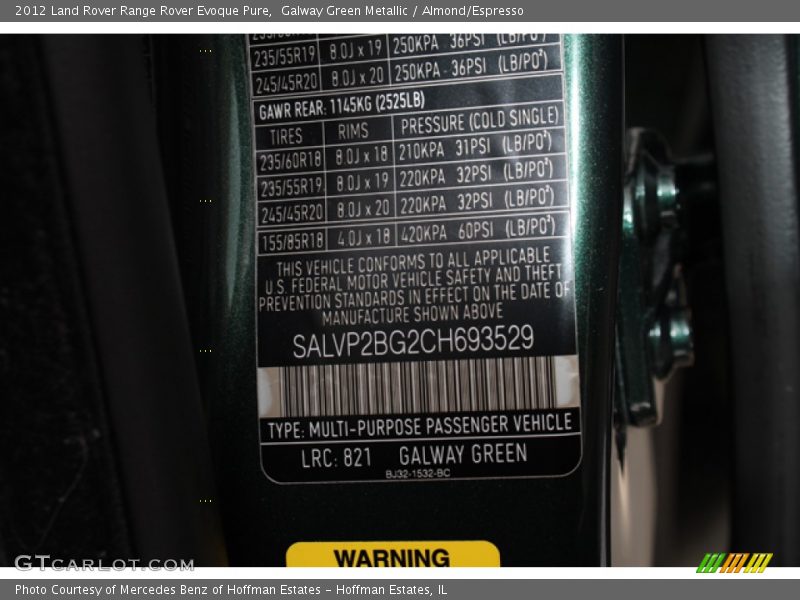 2012 Land Rover Range Rover Evoque Pure,  Galway Green Metallic / Almond/Espresso
235/55R19 8.0J x 19 250KPA 36PSI (LB/PO²)
245/45R20 8.0J x 20 250KPA 36PSI (LB/PO²)
GAWR REAR: 1145KG (2525LB)
TIRES RIMS PRESSURE (COLD SINGLE)
235/60R18 8.0J x 18 210KPA 31PSI (LB/PO²)
235/55R19 8.0J x 19 220KPA 32PSI (LB/PO²)
245/45R20 8.0J x 20 220KPA 32PSI (LB/PO²)
155/85R18 4.0J x 18 420KPA 60PSI (LB/PO²)
THIS VEHICLE CONFORMS TO ALL APPLICABLE
U.S. FEDERAL MOTOR VEHICLE SAFETY AND THEFT
PREVENTION STANDARDS IN EFFECT ON THE DATE OF
MANUFACTURE SHOWN ABOVE
SALVP2BG2CH693529
TYPE: MULTI-PURPOSE PASSENGER VEHICLE
LRC: 821 GALWAY GREEN
BJ32-1532-BC
WARNING
GTCARLOT.COM
Photo Courtesy of Mercedes Benz of Hoffman Estates - Hoffman Estates, IL